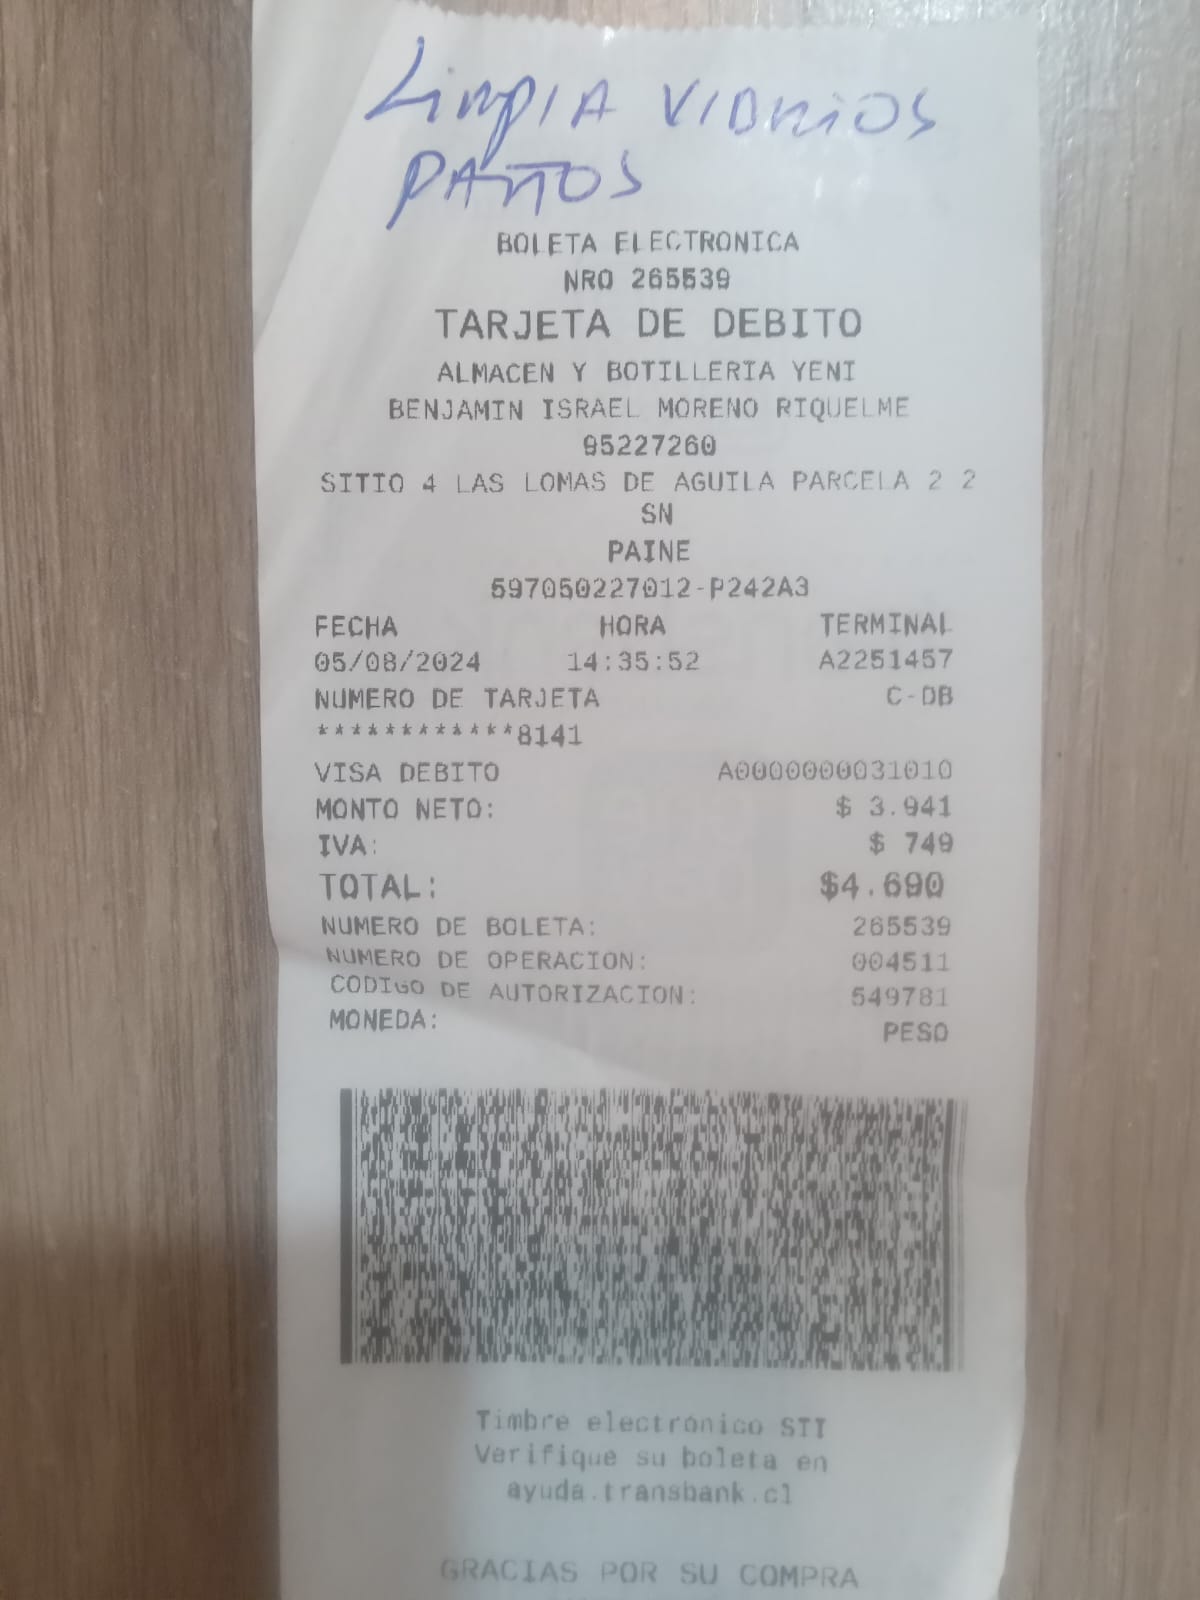 Limpia vidrios
paños
BOLETA ELECTRONICA
NRO 265539
TARJETA DE DEBITO
ALMACEN Y BOTILLERIA YENI
BENJAMIN ISRAEL MORENO RIQUELME
95227260
SITIO 4 LAS LOMAS DE AGUILA PARCELA 2 2
SN
PAINE
597050227012-P242A3
FECHA HORA TERMINAL
05/08/2024 14:35:52 A2251457
NUMERO DE TARJETA C-DB
************8141
VISA DEBITO A0000000031010
MONTO NETO: $ 3.941
IVA: $ 749
TOTAL: $4.690
NUMERO DE BOLETA: 265539
NUMERO DE OPERACION: 004511
CODIGO DE AUTORIZACION: 549781
MONEDA: PESO
Timbre electrónico STI
Verifique su boleta en
ayuda.transbank.cl
GRACIAS POR SU COMPRA